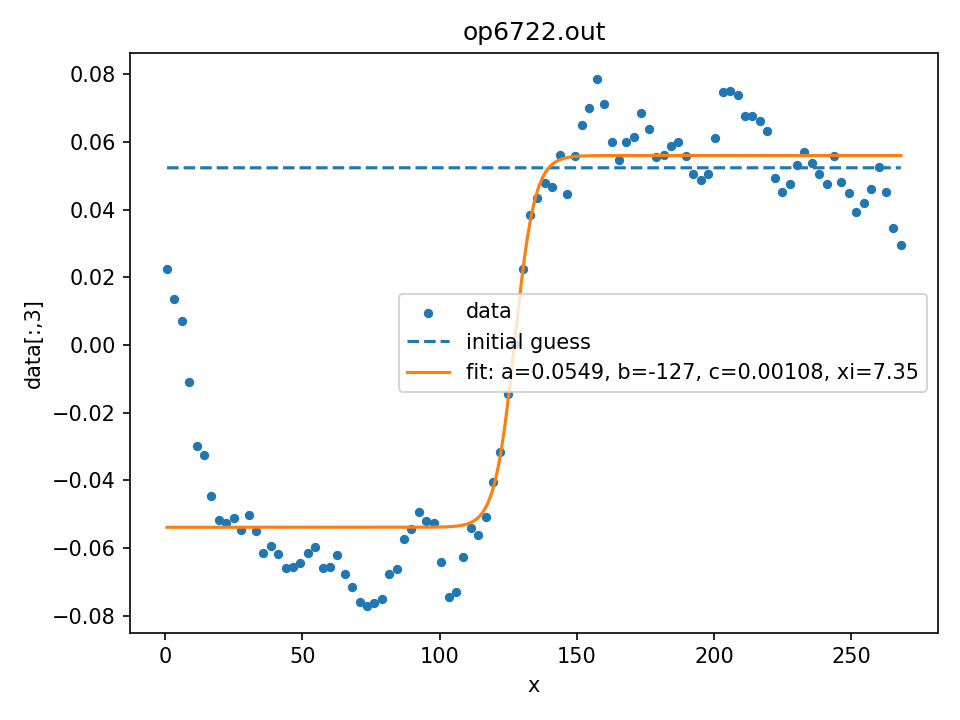 op6722.out
data[:,3]
0.08
0.06
0.04
0.02
0.00
−0.02
−0.04
−0.06
−0.08
data
initial guess
fit: a=0.0549, b=-127, c=0.00108, xi=7.35
0 50 100 150 200 250
x